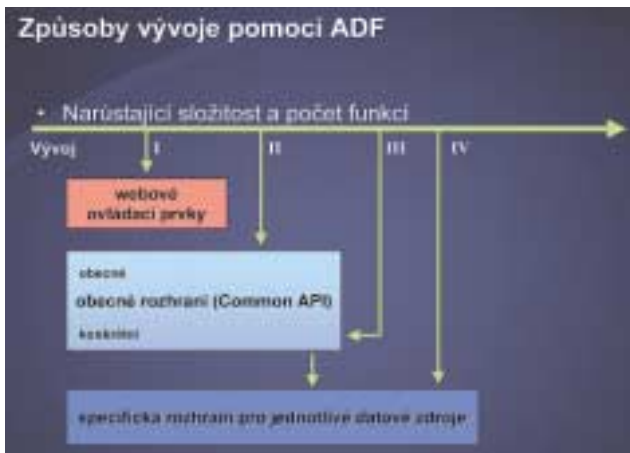 Způsoby vývoje pomocí ADF
• Narůstající složitost a počet funkcí
Vývoj I II III IV
webové
ovládací prvky
obecné
obecné rozhraní (Common API)
konkrétní
specifická rozhraní pro jednotlivé datové zdroje